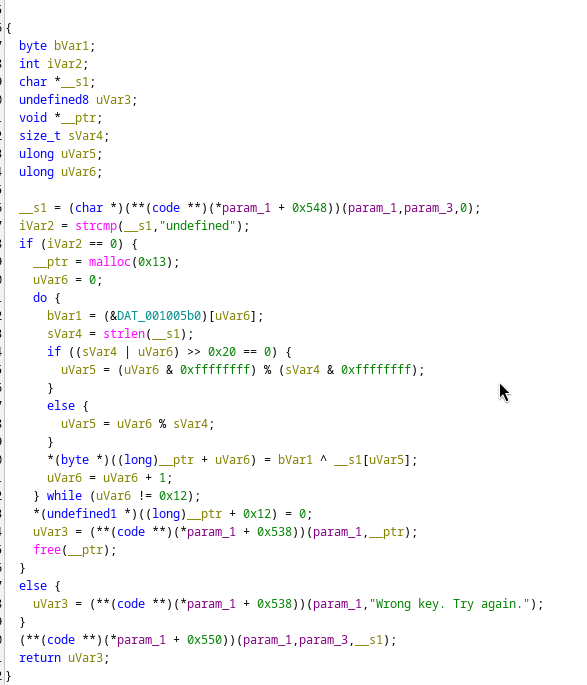 {
byte bVar1;
int iVar2;
char *__s1;
undefined8 uVar3;
void *__ptr;
size_t sVar4;
ulong uVar5;
ulong uVar6;
__s1 = (char *)(**(code **)(*param_1 + 0x548))(param_1,param_3,0);
iVar2 = strcmp(__s1,"undefined");
if (iVar2 == 0) {
__ptr = malloc(0x13);
uVar6 = 0;
do {
bVar1 = (&DAT_001005b0)[uVar6];
sVar4 = strlen(__s1);
if ((sVar4 | uVar6) >> 0x20 == 0) {
uVar5 = (uVar6 & 0xffffffff) % (sVar4 & 0xffffffff);
}
else {
uVar5 = uVar6 % sVar4;
}
*(byte *)((long)__ptr + uVar6) = bVar1 ^ __s1[uVar5];
uVar6 = uVar6 + 1;
} while (uVar6 != 0x12);
*(undefined1 *)((long)__ptr + 0x12) = 0;
uVar3 = (**(code **)(*param_1 + 0x538))(param_1,__ptr);
free(__ptr);
}
else {
uVar3 = (**(code **)(*param_1 + 0x538))(param_1,"Wrong key. Try again.");
}
(**(code **)(*param_1 + 0x550))(param_1,param_3,__s1);
return uVar3;
}